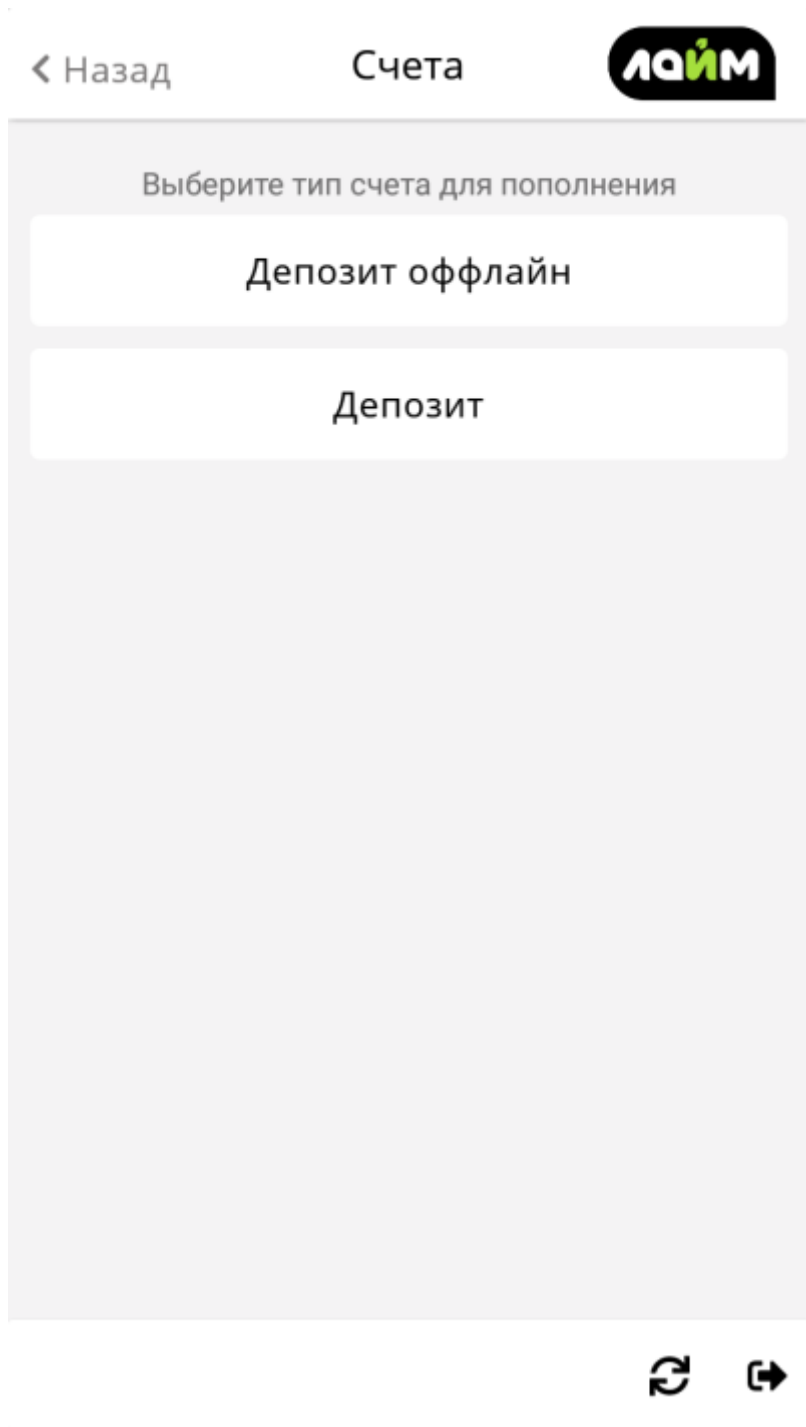 Назад
Счета
лайм
Выберите тип счета для пополнения
Депозит оффлайн
Депозит